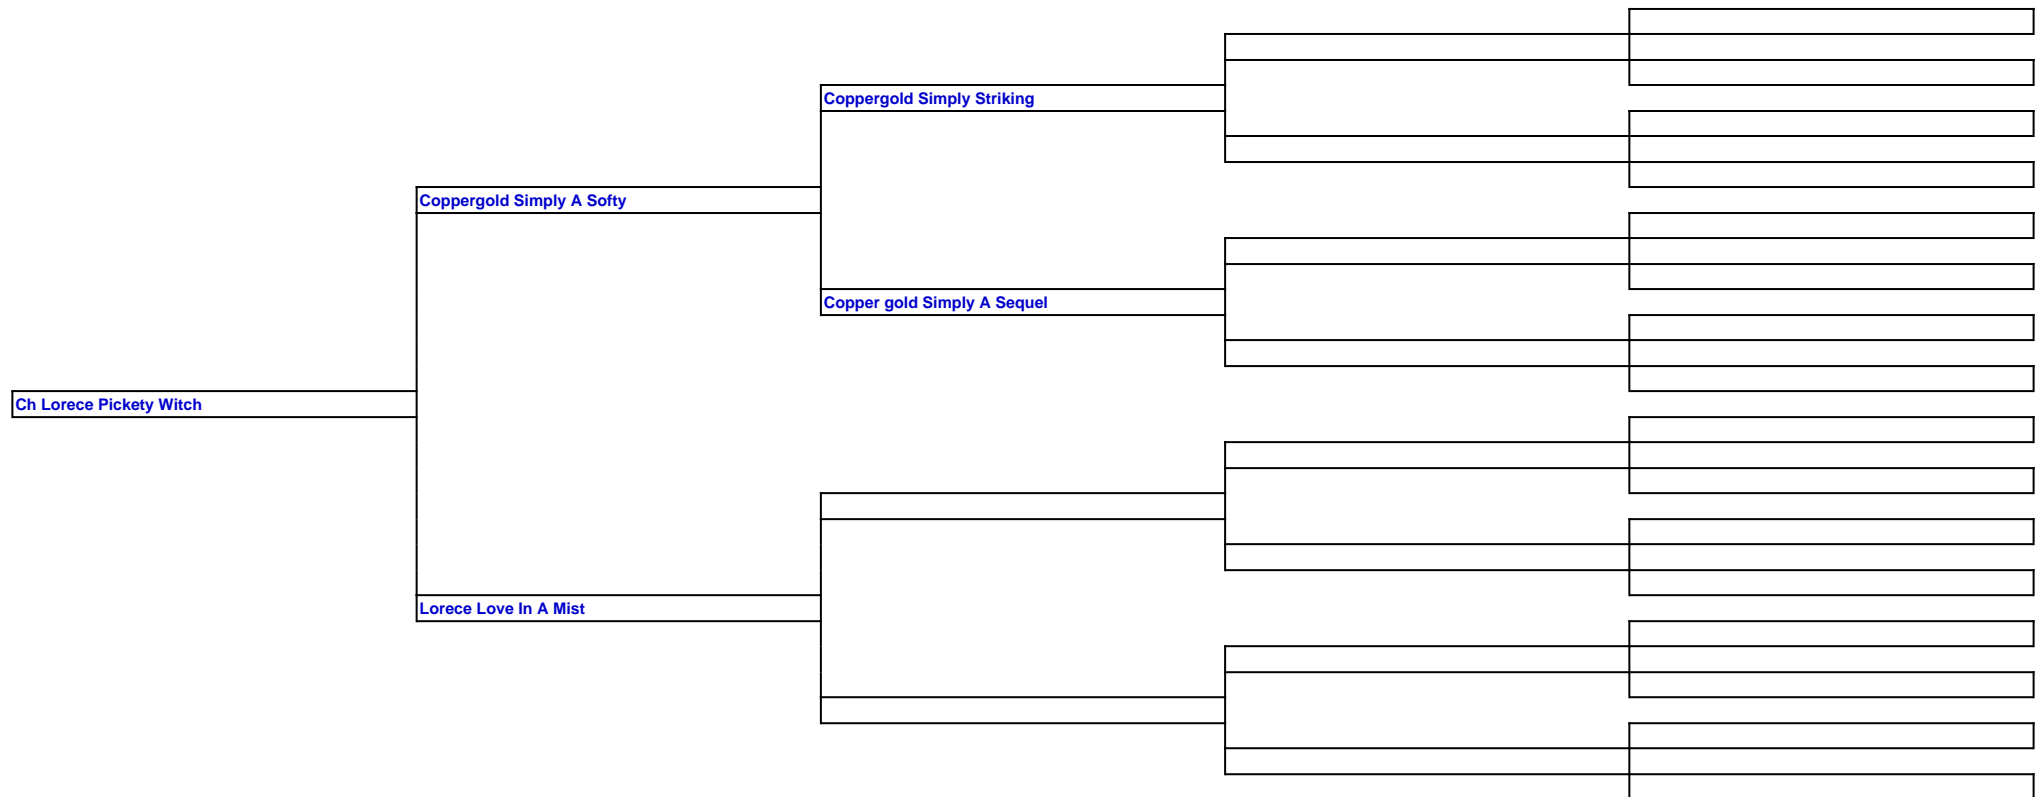 Coppergold Simply Striking
Coppergold Simply A Softy
Copper gold Simply A Sequel
Ch Lorece Pickety Witch
Lorece Love In A Mist